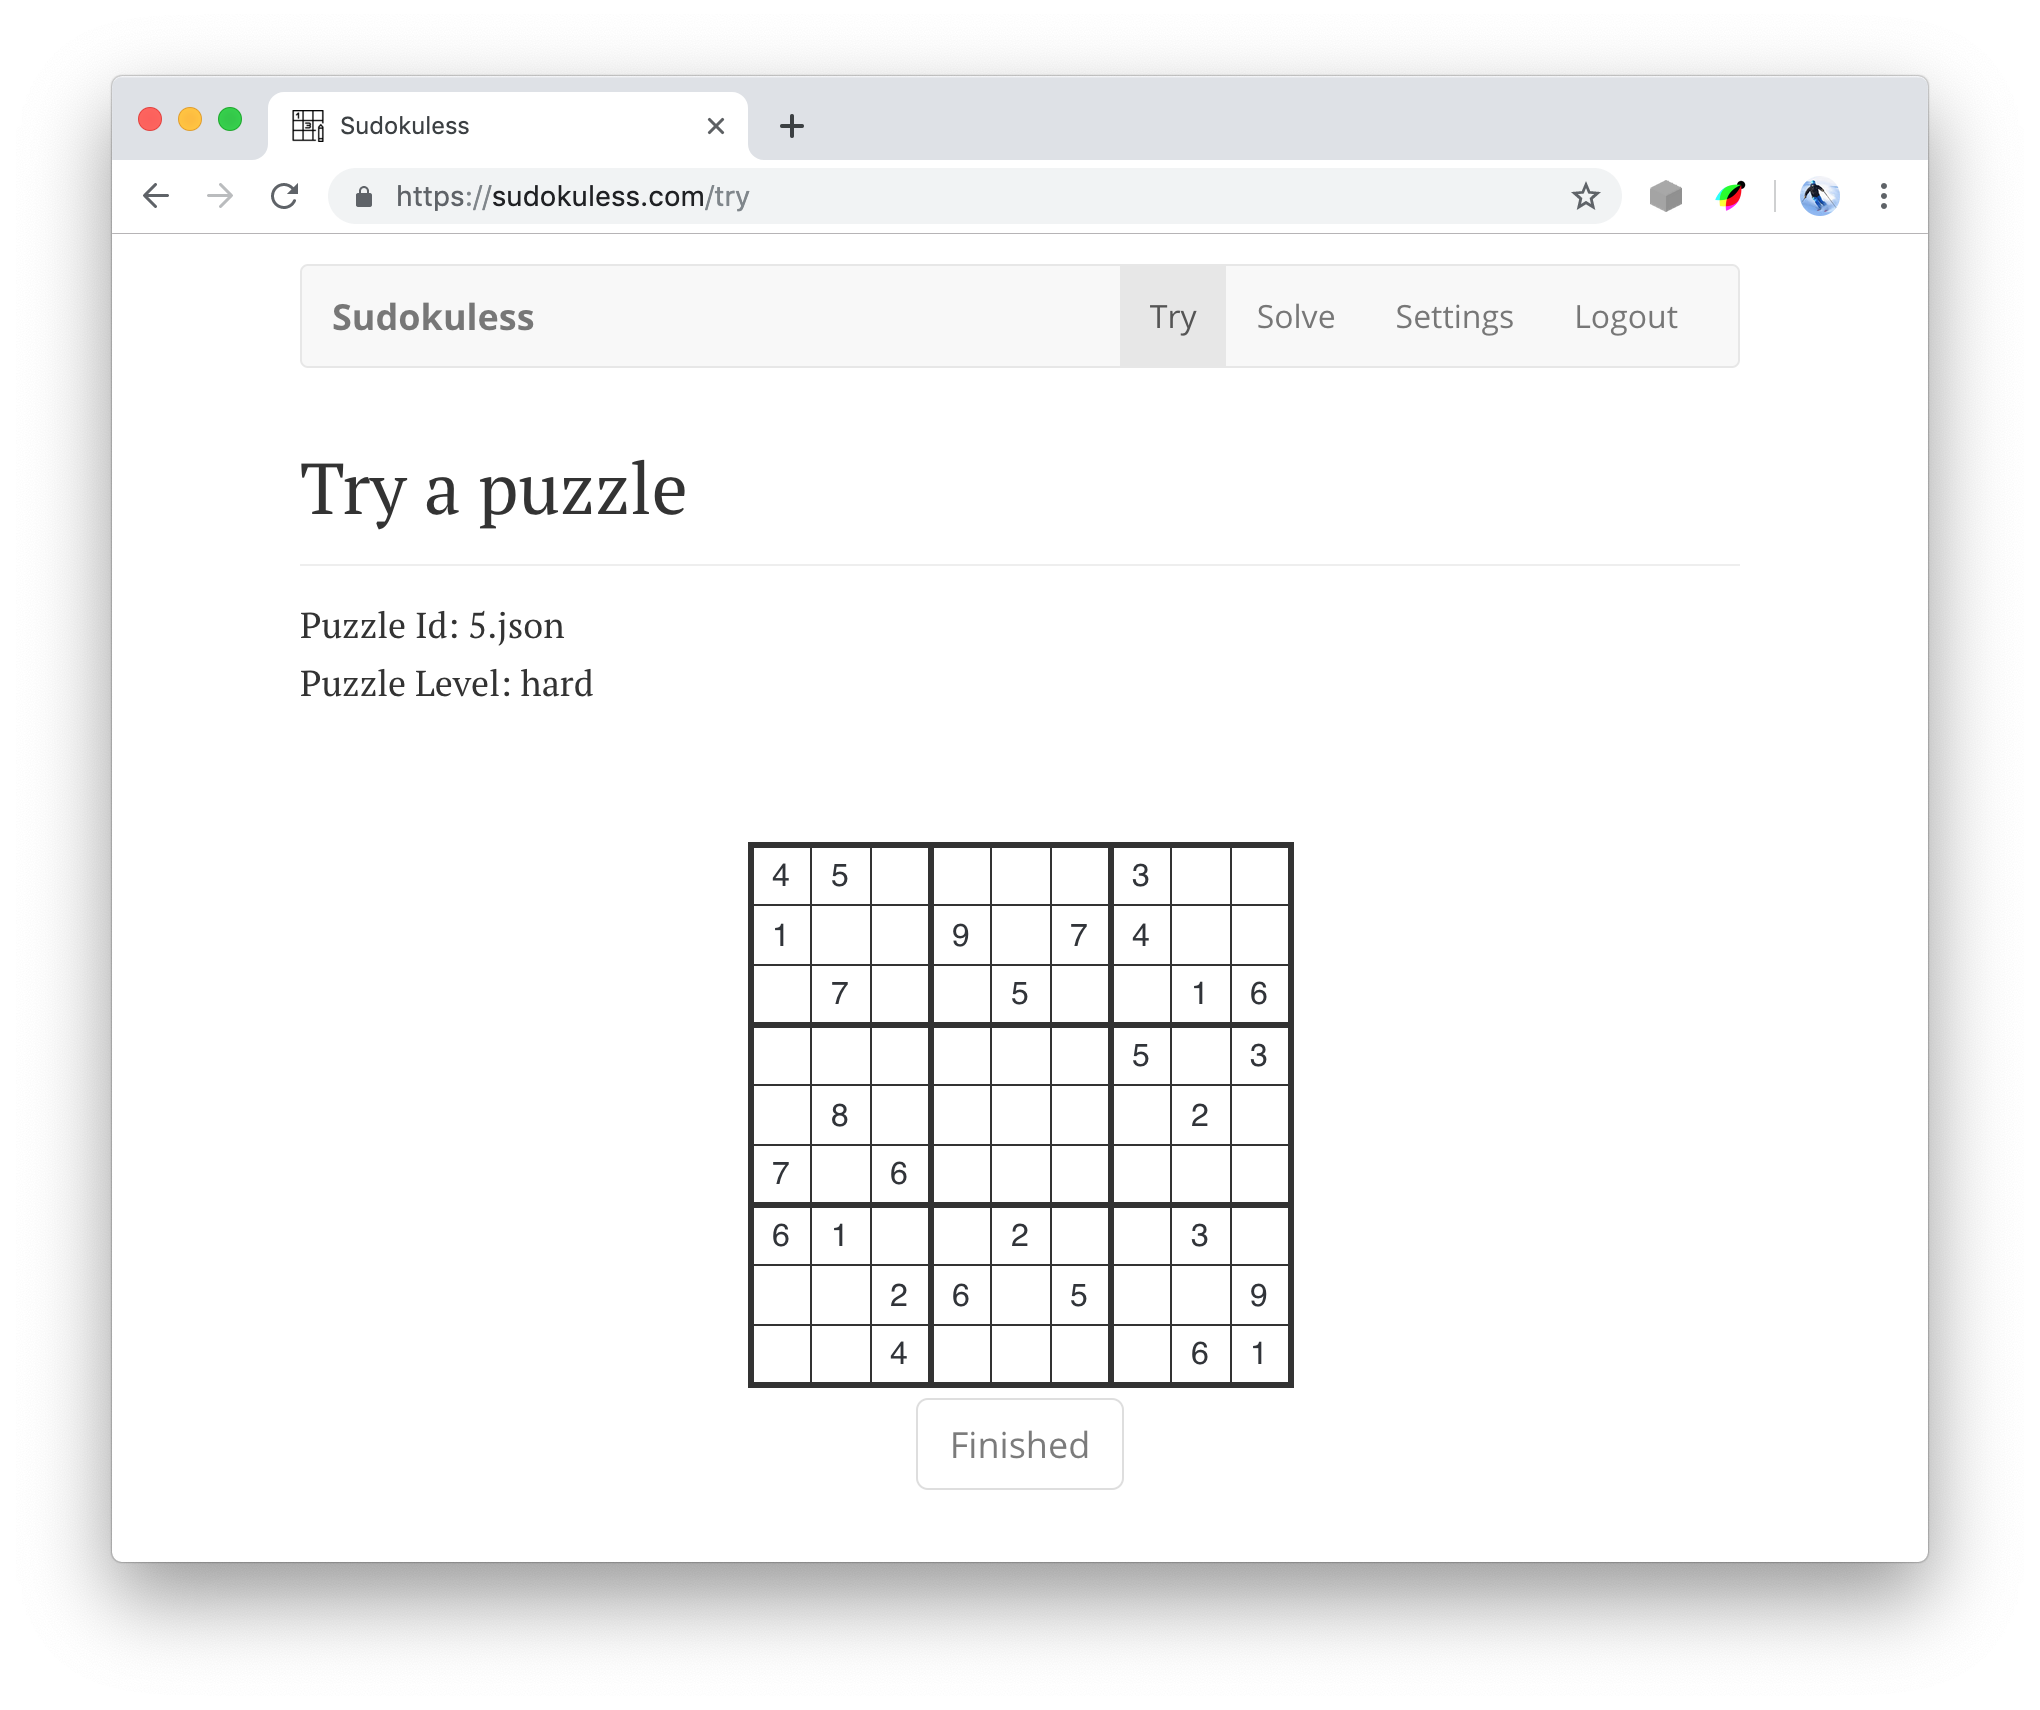 Sudokuless
https://sudokuless.com/try
Sudokuless Try Solve Settings Logout
Try a puzzle
Puzzle Id: 5.json
Puzzle Level: hard
4 5 3
1 9 7 4
7 5 1 6
5 3
8 2
7 6
6 1 2 3
2 6 5 9
4 6 1
Finished